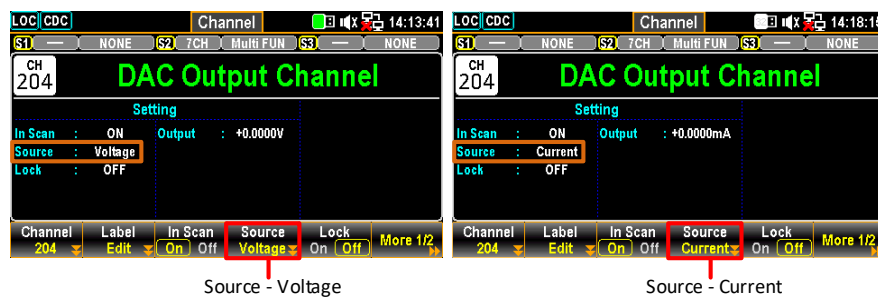 LOC CDC Channel 14:13:41
S1 — NONE S2 7CH Multi FUN S3 — NONE
CH
204
DAC Output Channel
Setting
In Scan : ON Output : +0.0000V
Source : Voltage
Lock : OFF
Channel Label In Scan Source Lock More 1/2
204 Edit On Off Voltage On Off
Source - Voltage
LOC CDC Channel 14:18:15
S1 — NONE S2 7CH Multi FUN S3 — NONE
CH
204
DAC Output Channel
Setting
In Scan : ON Output : +0.0000mA
Source : Current
Lock : OFF
Channel Label In Scan Source Lock More 1/2
204 Edit On Off Current On Off
Source - Current